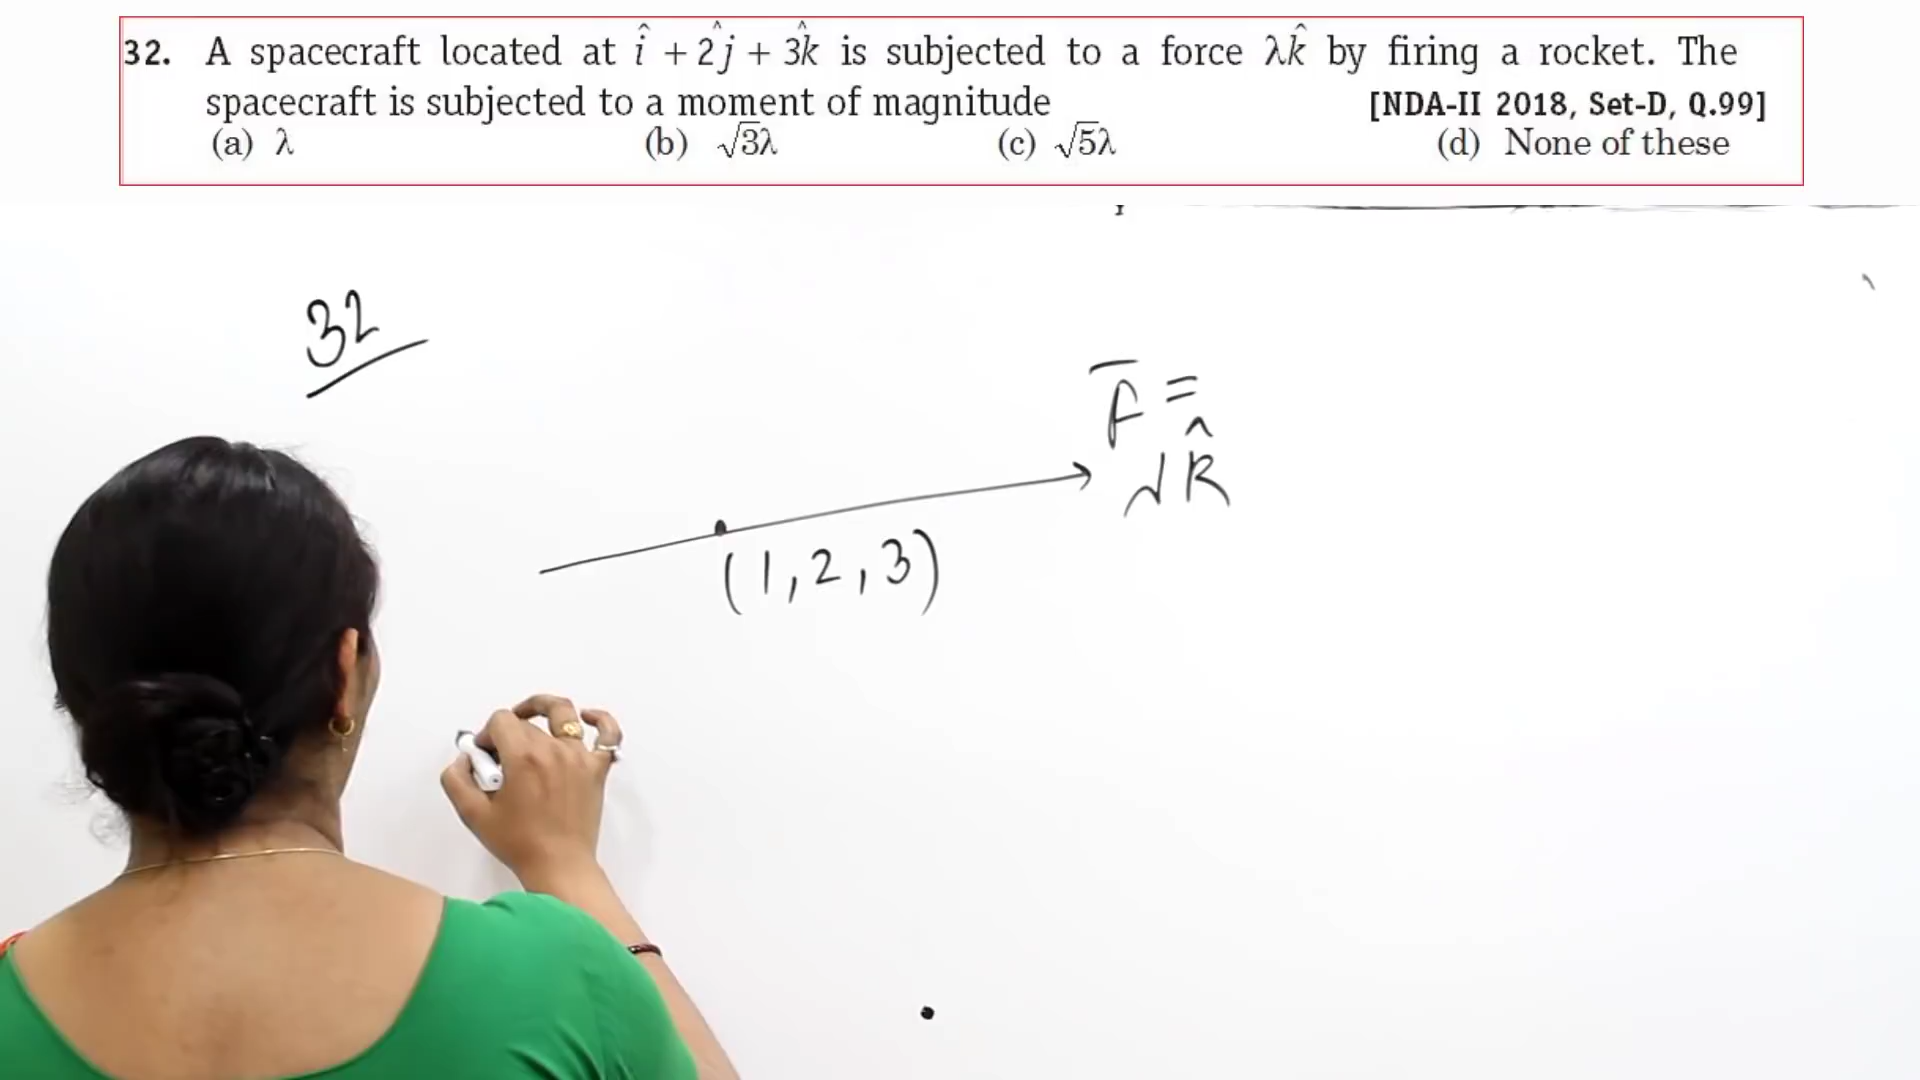 32. A spacecraft located at î + 2ĵ + 3k̂ is subjected to a force λk̂ by firing a rocket. The
spacecraft is subjected to a moment of magnitude [NDA-II 2018, Set-D, Q.99]
(a) λ (b) √3λ (c) √5λ (d) None of these
32
F̅ =
λ k̂
(1, 2, 3)